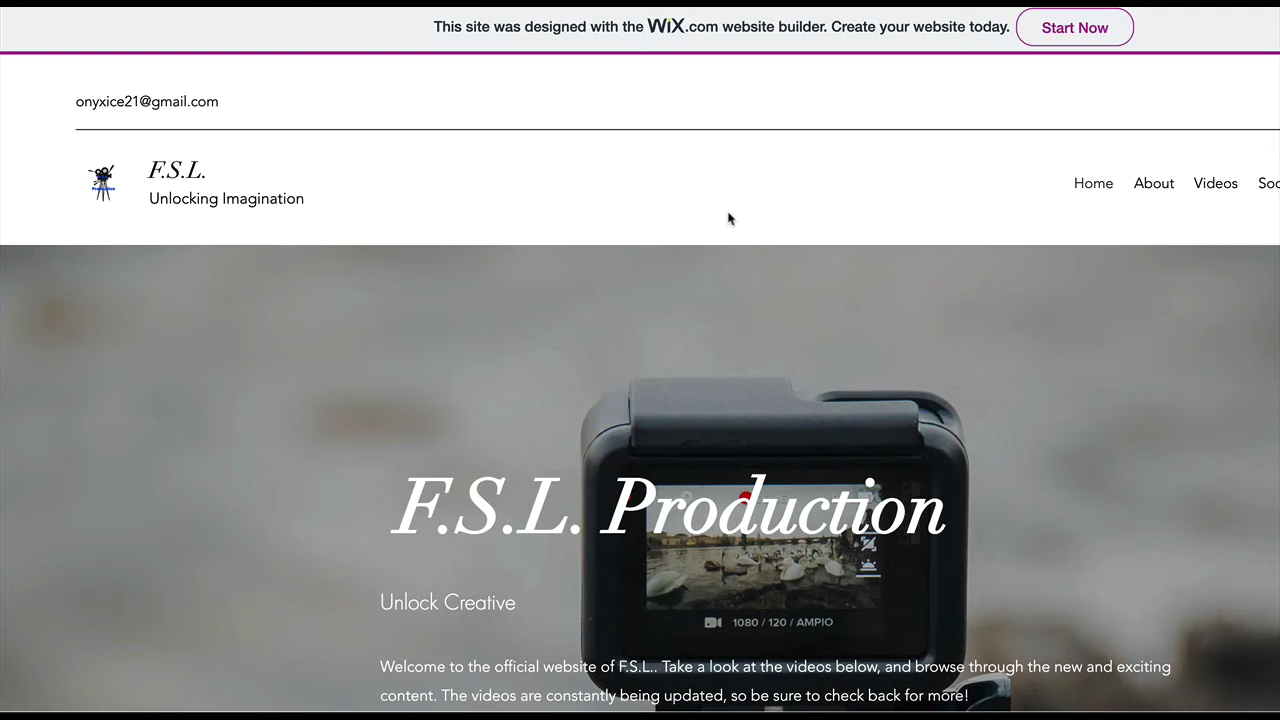 This site was designed with the WiX.com website builder. Create your website today. Start Now
onyxice21@gmail.com
F.S.L.
Unlocking Imagination
Home About Videos Soc
F.S.L. Production
1080 / 120 / AMPIO
Unlock Creative
Welcome to the official website of F.S.L.. Take a look at the videos below, and browse through the new and exciting
content. The videos are constantly being updated, so be sure to check back for more!